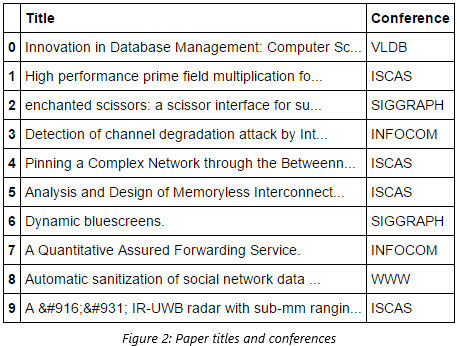 Title Conference
0 Innovation in Database Management: Computer Sc... VLDB
1 High performance prime field multiplication fo... ISCAS
2 enchanted scissors: a scissor interface for su... SIGGRAPH
3 Detection of channel degradation attack by Int... INFOCOM
4 Pinning a Complex Network through the Betweenn... ISCAS
5 Analysis and Design of Memoryless Interconnect... ISCAS
6 Dynamic bluescreens. SIGGRAPH
7 A Quantitative Assured Forwarding Service. INFOCOM
8 Automatic sanitization of social network data ... WWW
9 A &#916;&#931; IR-UWB radar with sub-mm rangin... ISCAS
Figure 2: Paper titles and conferences